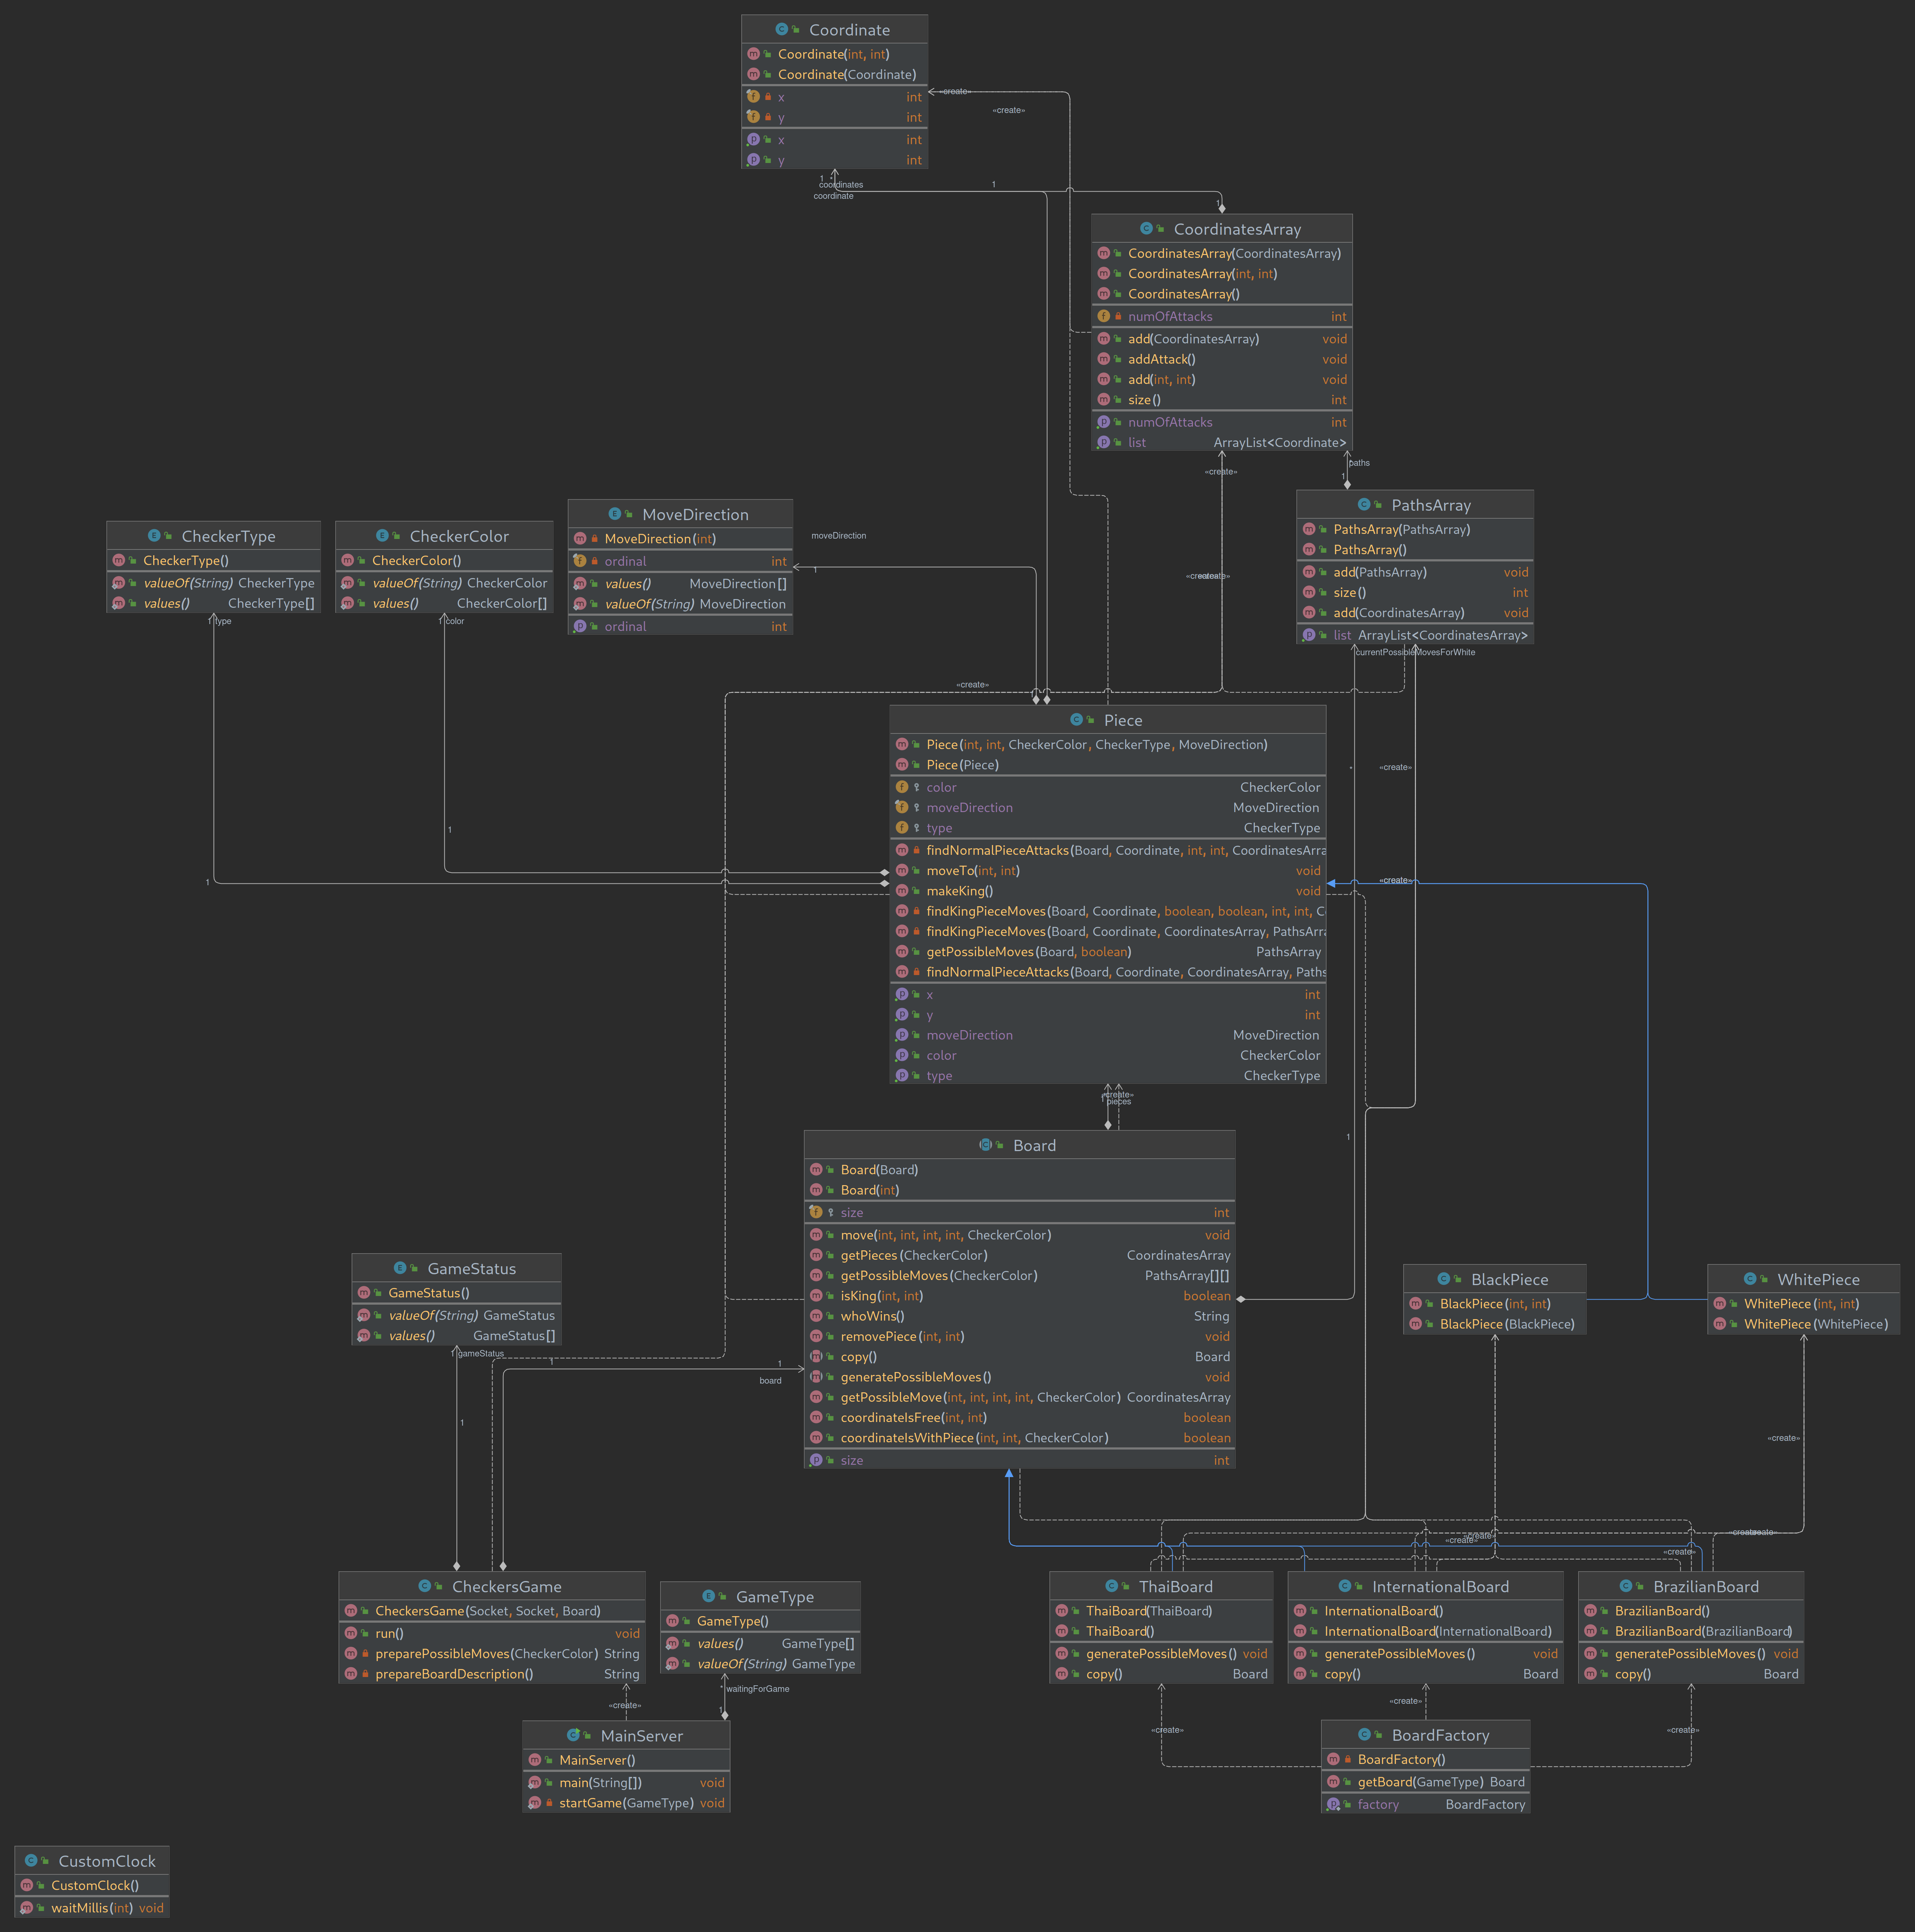 Coordinate
Coordinate(int, int)
Coordinate(Coordinate)
x int
y int
x int
y int
«create»
«create»
1 *
coordinates
coordinate
1
1
CoordinatesArray
CoordinatesArray(CoordinatesArray)
CoordinatesArray(int, int)
CoordinatesArray()
numOfAttacks int
add(CoordinatesArray) void
addAttack() void
add(int, int) void
size() int
numOfAttacks int
list ArrayList<Coordinate>
«create»
paths
1
PathsArray
PathsArray(PathsArray)
PathsArray()
add(PathsArray) void
size() int
add(CoordinatesArray) void
list ArrayList<CoordinatesArray>
currentPossibleMovesForWhite
CheckerType
CheckerType()
valueOf(String) CheckerType
values() CheckerType[]
1 type
CheckerColor
CheckerColor()
valueOf(String) CheckerColor
values() CheckerColor[]
1 color
MoveDirection
MoveDirection(int)
ordinal int
values() MoveDirection[]
valueOf(String) MoveDirection
ordinal int
moveDirection
1
«create»
«create»
1
Piece
Piece(int, int, CheckerColor, CheckerType, MoveDirection)
Piece(Piece)
color CheckerColor
moveDirection MoveDirection
type CheckerType
findNormalPieceAttacks(Board, Coordinate, int, int, CoordinatesArra
moveTo(int, int) void
makeKing() void
findKingPieceMoves(Board, Coordinate, boolean, boolean, int, int, C
findKingPieceMoves(Board, Coordinate, CoordinatesArray, PathsArra
getPossibleMoves(Board, boolean) PathsArray
findNormalPieceAttacks(Board, Coordinate, CoordinatesArray, Paths
x int
y int
moveDirection MoveDirection
color CheckerColor
type CheckerType
1
1
*
«create»
«create»
«create»
pieces
1
Board
Board(Board)
Board(int)
size int
move(int, int, int, int, CheckerColor) void
getPieces(CheckerColor) CoordinatesArray
getPossibleMoves(CheckerColor) PathsArray[][]
isKing(int, int) boolean
whoWins() String
removePiece(int, int) void
copy() Board
generatePossibleMoves() void
getPossibleMove(int, int, int, int, CheckerColor) CoordinatesArray
coordinateIsFree(int, int) boolean
coordinateIsWithPiece(int, int, CheckerColor) boolean
size int
GameStatus
GameStatus()
valueOf(String) GameStatus
values() GameStatus[]
1 gameStatus
1
1
1
board
BlackPiece
BlackPiece(int, int)
BlackPiece(BlackPiece)
WhitePiece
WhitePiece(int, int)
WhitePiece(WhitePiece)
«create»
«create»
«create»
«create»
CheckersGame
CheckersGame(Socket, Socket, Board)
run() void
preparePossibleMoves(CheckerColor) String
prepareBoardDescription() String
GameType
GameType()
values() GameType[]
valueOf(String) GameType
* waitingForGame
1
«create»
ThaiBoard
ThaiBoard(ThaiBoard)
ThaiBoard()
generatePossibleMoves() void
copy() Board
InternationalBoard
InternationalBoard()
InternationalBoard(InternationalBoard)
generatePossibleMoves() void
copy() Board
BrazilianBoard
BrazilianBoard()
BrazilianBoard(BrazilianBoard)
generatePossibleMoves() void
copy() Board
«create»
«create»
«create»
MainServer
MainServer()
main(String[]) void
startGame(GameType) void
BoardFactory
BoardFactory()
getBoard(GameType) Board
factory BoardFactory
CustomClock
CustomClock()
waitMillis(int) void